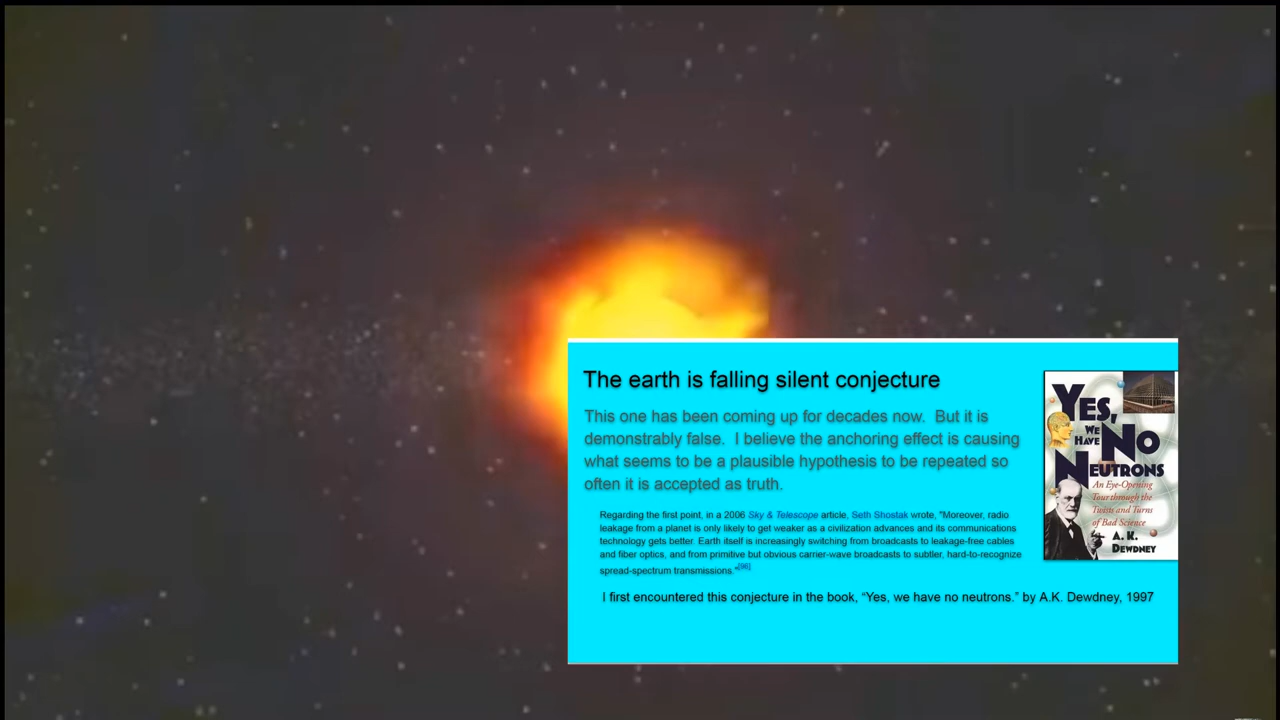 The earth is falling silent conjecture
This one has been coming up for decades now.  But it is
demonstrably false.  I believe the anchoring effect is causing
what seems to be a plausible hypothesis to be repeated so
often it is accepted as truth.
Regarding the first point, in a 2006 Sky & Telescope article, Seth Shostak wrote, "Moreover, radio
leakage from a planet is only likely to get weaker as a civilization advances and its communications
technology gets better. Earth itself is increasingly switching from broadcasts to leakage-free cables
and fiber optics, and from primitive but obvious carrier-wave broadcasts to subtler, hard-to-recognize
spread-spectrum transmissions."[96]
I first encountered this conjecture in the book, “Yes, we have no neutrons.” by A.K. Dewdney, 1997
YES,
WE
HAVE NO
NEUTRONS
An Eye-Opening
Tour through the
Twists and Turns
of Bad Science
A. K.
DEWDNEY